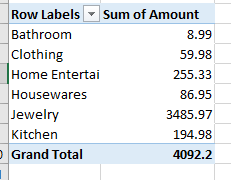 Row Labels Sum of Amount
Bathroom 8.99
Clothing 59.98
Home Entertai 255.33
Housewares 86.95
Jewelry 3485.97
Kitchen 194.98
Grand Total 4092.2